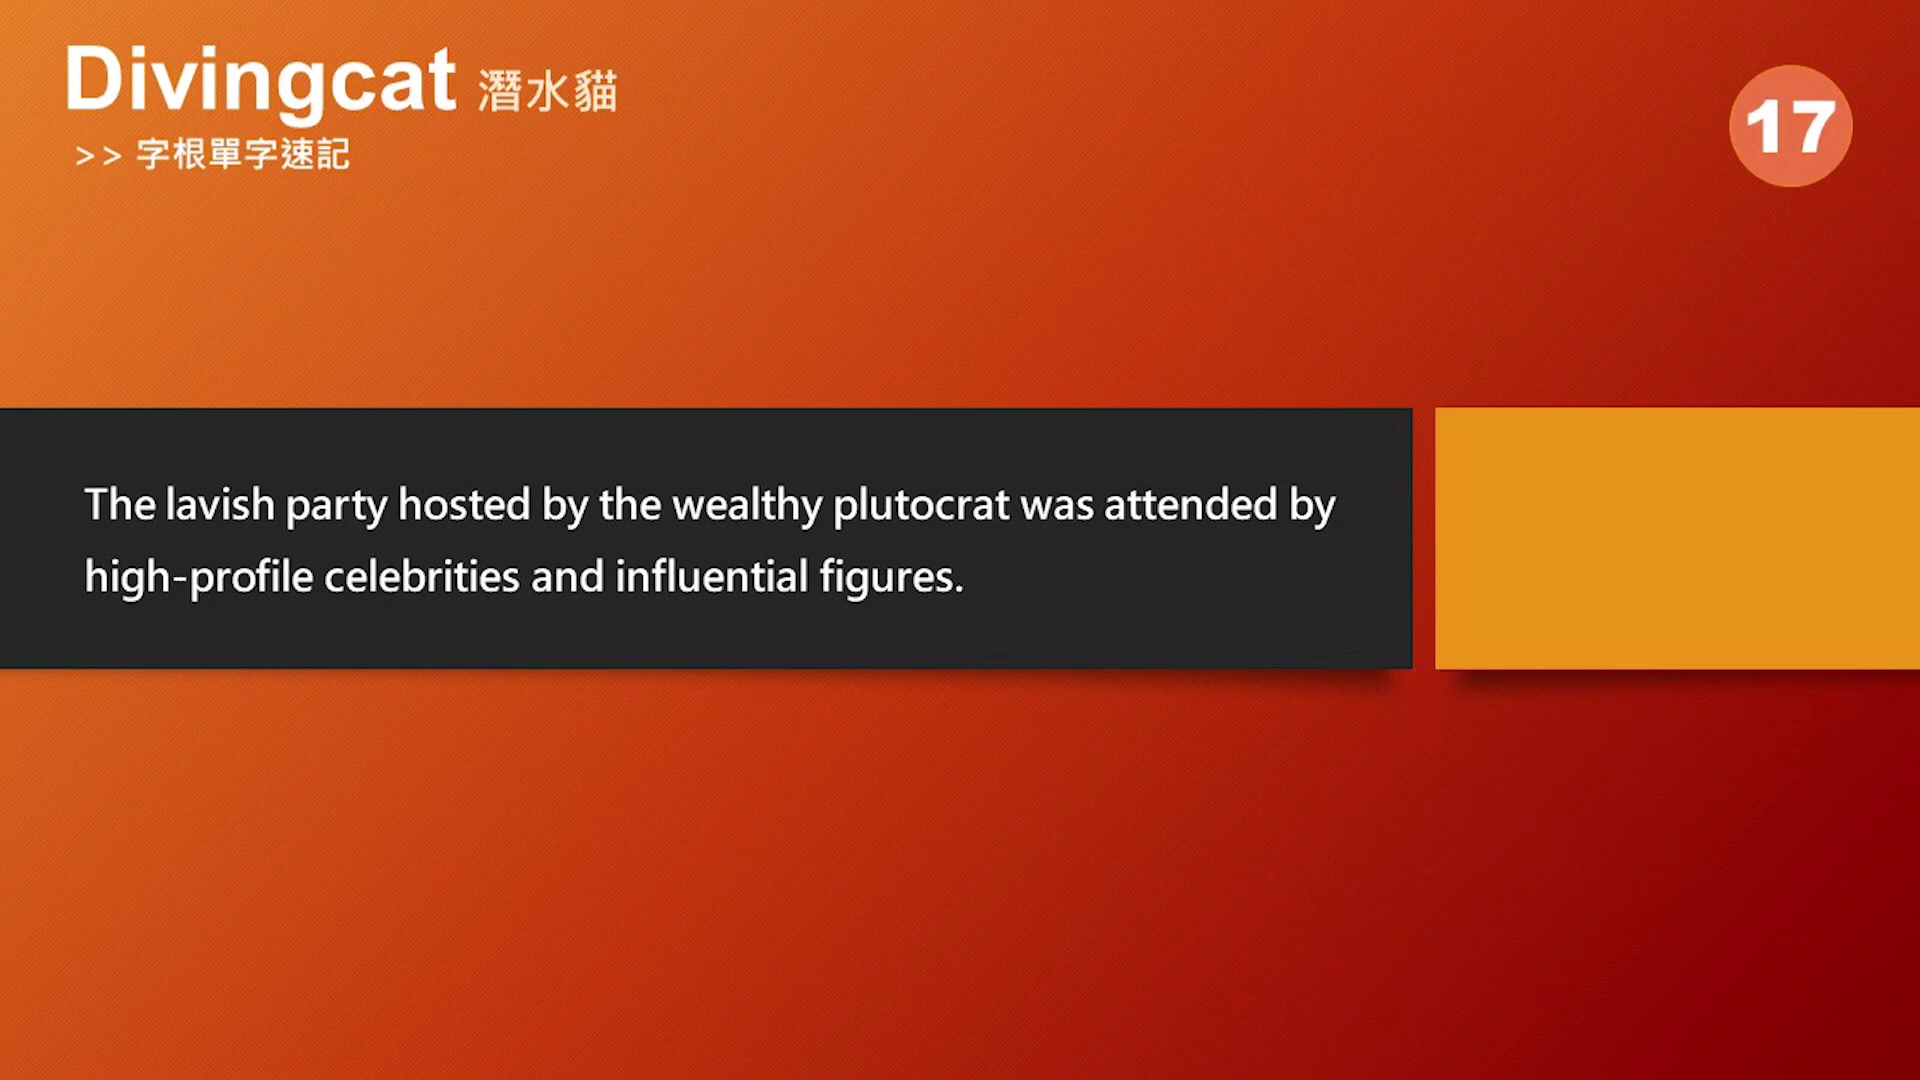 Divingcat 潛水貓
>> 字根單字速記
17
The lavish party hosted by the wealthy plutocrat was attended by
high-profile celebrities and influential figures.